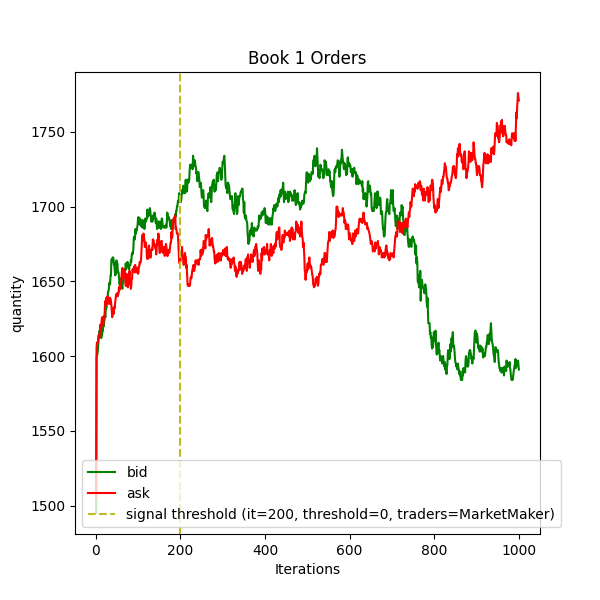 Book 1 Orders
quantity
1750
1700
1650
1600
1550
1500
bid
ask
signal threshold (it=200, threshold=0, traders=MarketMaker)
0 200 400 600 800 1000
Iterations